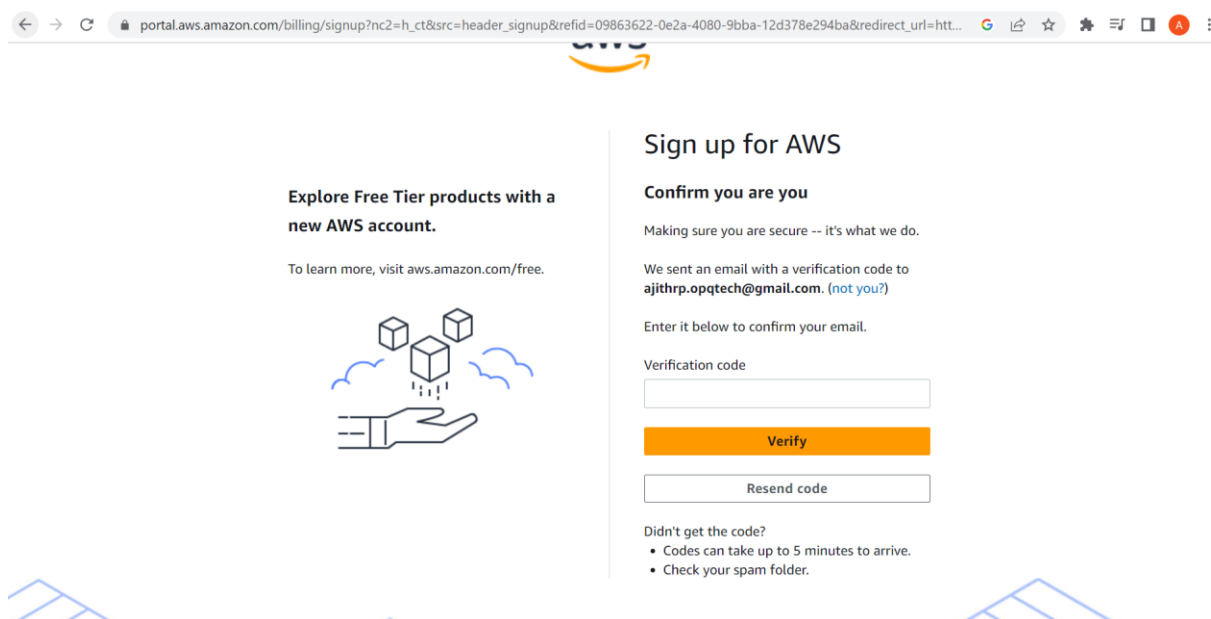 portal.aws.amazon.com/billing/signup?nc2=h_ct&src=header_signup&refid=09863622-0e2a-4080-9bba-12d378e294ba&redirect_url=htt...
A
aws
Sign up for AWS
Explore Free Tier products with a
new AWS account.
To learn more, visit aws.amazon.com/free.
Confirm you are you
Making sure you are secure -- it's what we do.
We sent an email with a verification code to
ajithrp.opqtech@gmail.com. (not you?)
Enter it below to confirm your email.
Verification code
Verify
Resend code
Didn't get the code?
• Codes can take up to 5 minutes to arrive.
• Check your spam folder.